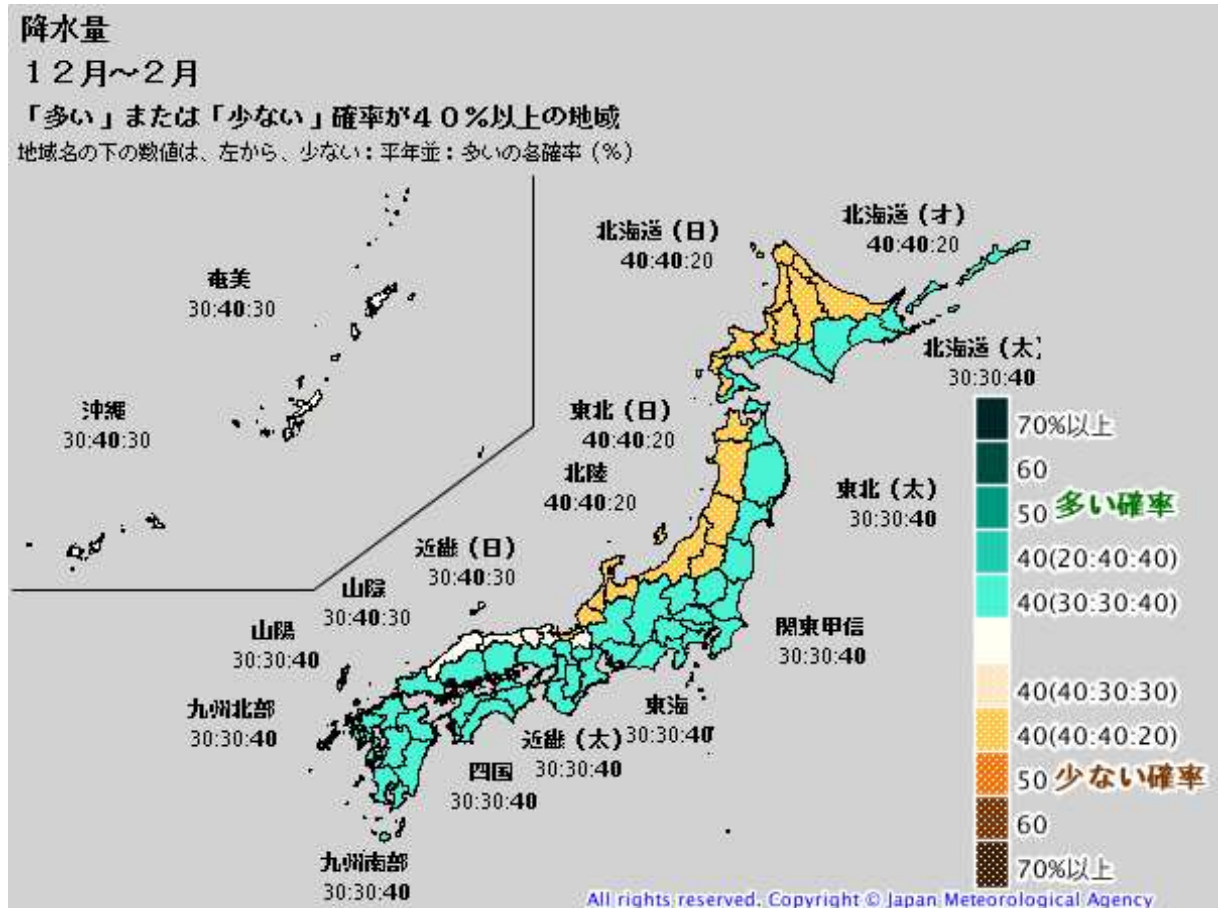 降水量
12月～2月
「多い」または「少ない」確率が40％以上の地域
地域名の下の数値は、左から、少ない：平年並：多いの各確率（％）
北海道（日）
40:40:20
北海道（オ）
40:40:20
奄美
30:40:30
北海道（太）
30:30:40
沖縄
30:40:30
東北（日）
40:40:20
北陸
40:40:20
東北（太）
30:30:40
近畿（日）
30:40:30
山陰
30:40:30
山陽
30:30:40
関東甲信
30:30:40
九州北部
30:30:40
東海
30:30:40
近畿（太）
30:30:40
四国
30:30:40
九州南部
30:30:40
70%以上
60
50 多い確率
40(20:40:40)
40(30:30:40)
40(40:30:30)
40(40:40:20)
50 少ない確率
60
70%以上
All rights reserved. Copyright © Japan Meteorological Agency